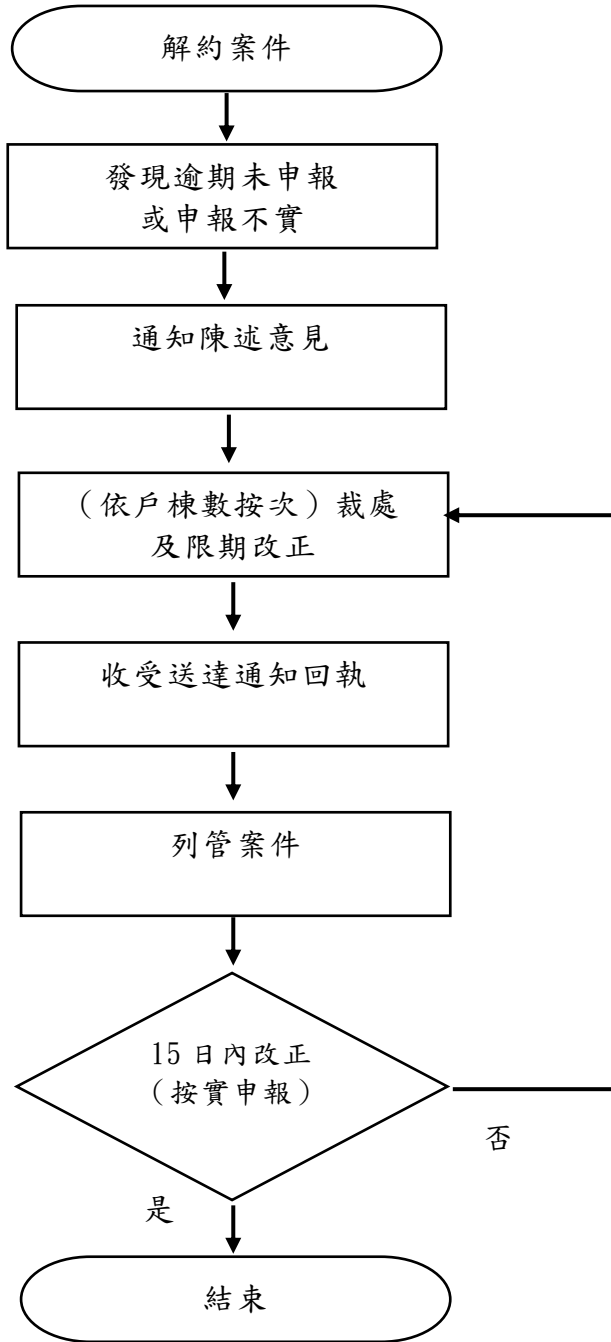 解約案件
發現逾期未申報
或申報不實
通知陳述意見
（依戶棟數按次）裁處
及限期改正
收受送達通知回執
列管案件
15 日內改正
（按實申報）
否
是
結束